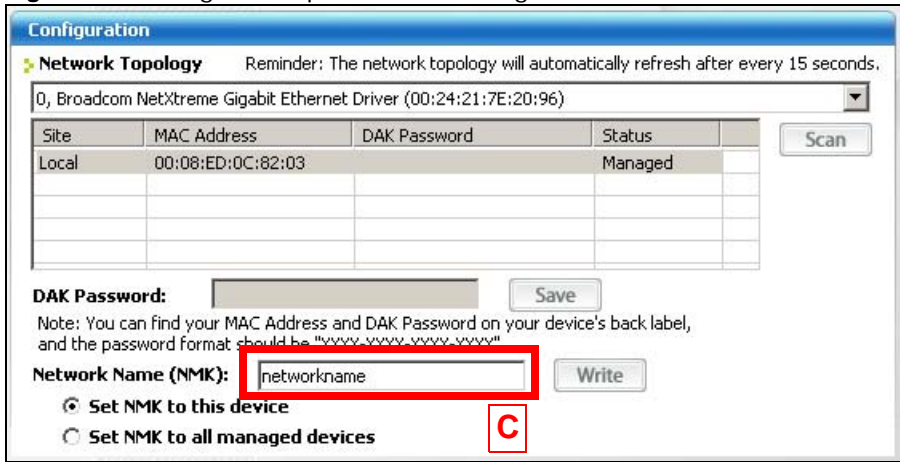 Configuration
Network Topology Reminder: The network topology will automatically refresh after every 15 seconds.
0, Broadcom NetXtreme Gigabit Ethernet Driver (00:24:21:7E:20:96)
Site MAC Address DAK Password Status
Scan
Local 00:08:ED:0C:82:03 Managed
DAK Password: Save
Note: You can find your MAC Address and DAK Password on your device's back label,
and the password format should be "XXXX-XXXX-XXXX-XXXX"
Network Name (NMK): networkname Write
Set NMK to this device
C
Set NMK to all managed devices